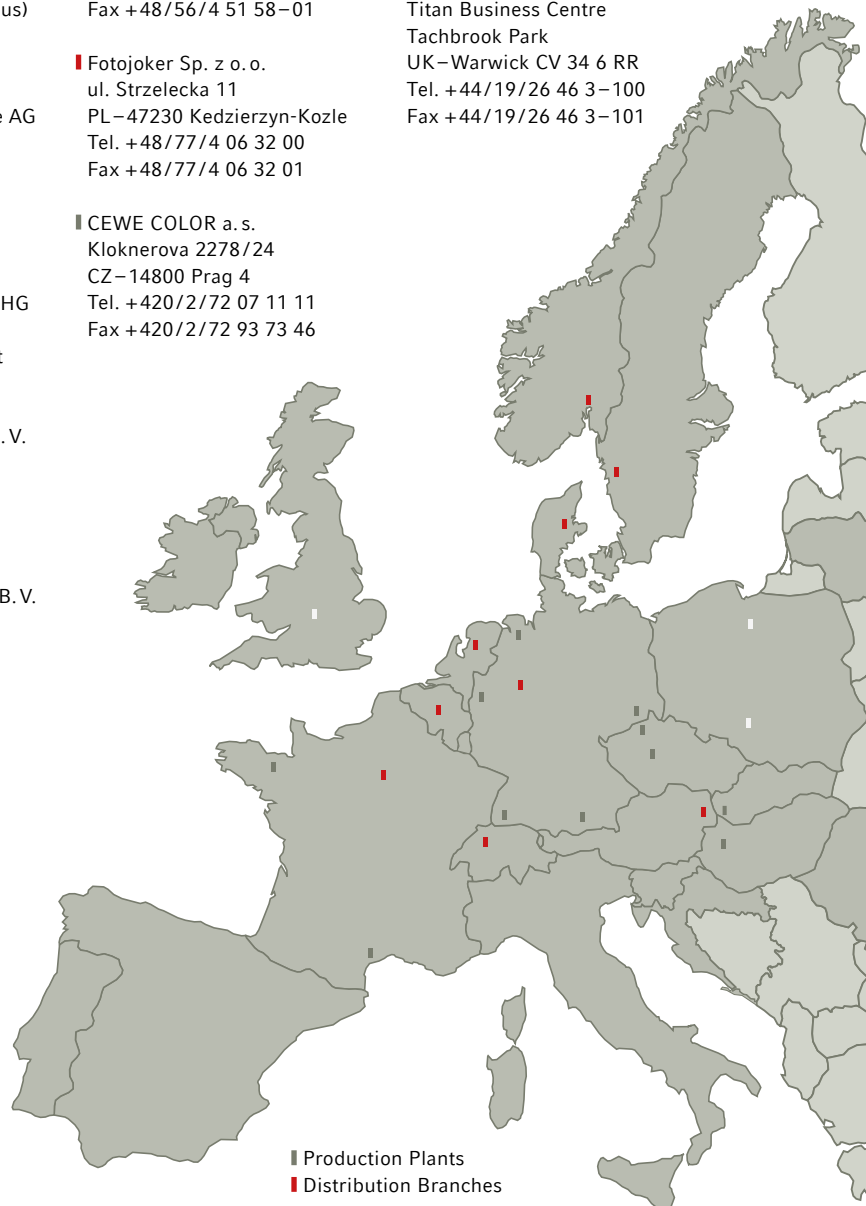 us)
e AG
HG
t
. V.
B. V.
Fax +48/56/4 51 58–01
Fotojoker Sp. z o. o.
ul. Strzelecka 11
PL–47230 Kedzierzyn-Kozle
Tel. +48/77/4 06 32 00
Fax +48/77/4 06 32 01
CEWE COLOR a. s.
Kloknerova 2278/24
CZ–14800 Prag 4
Tel. +420/2/72 07 11 11
Fax +420/2/72 93 73 46
Titan Business Centre
Tachbrook Park
UK–Warwick CV 34 6 RR
Tel. +44/19/26 46 3–100
Fax +44/19/26 46 3–101
Production Plants
Distribution Branches